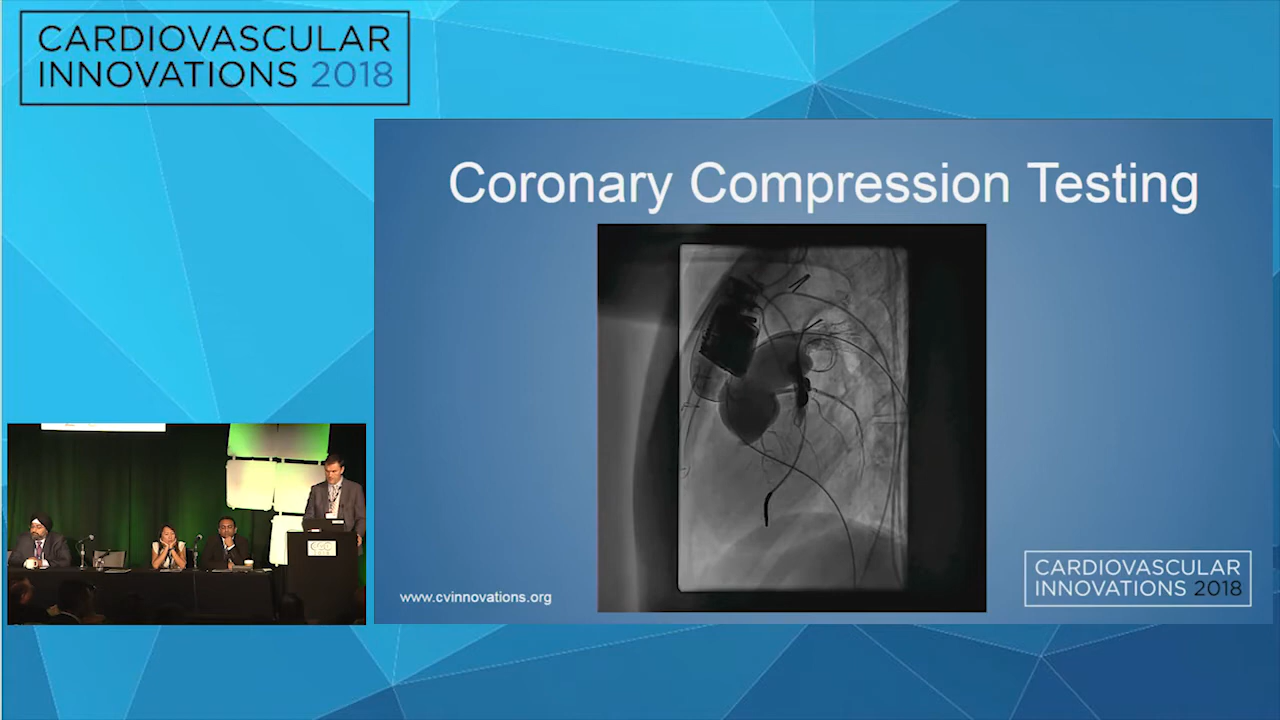 CARDIOVASCULAR
INNOVATIONS 2018
Coronary Compression Testing
www.cvinnovations.org
CARDIOVASCULAR
INNOVATIONS 2018